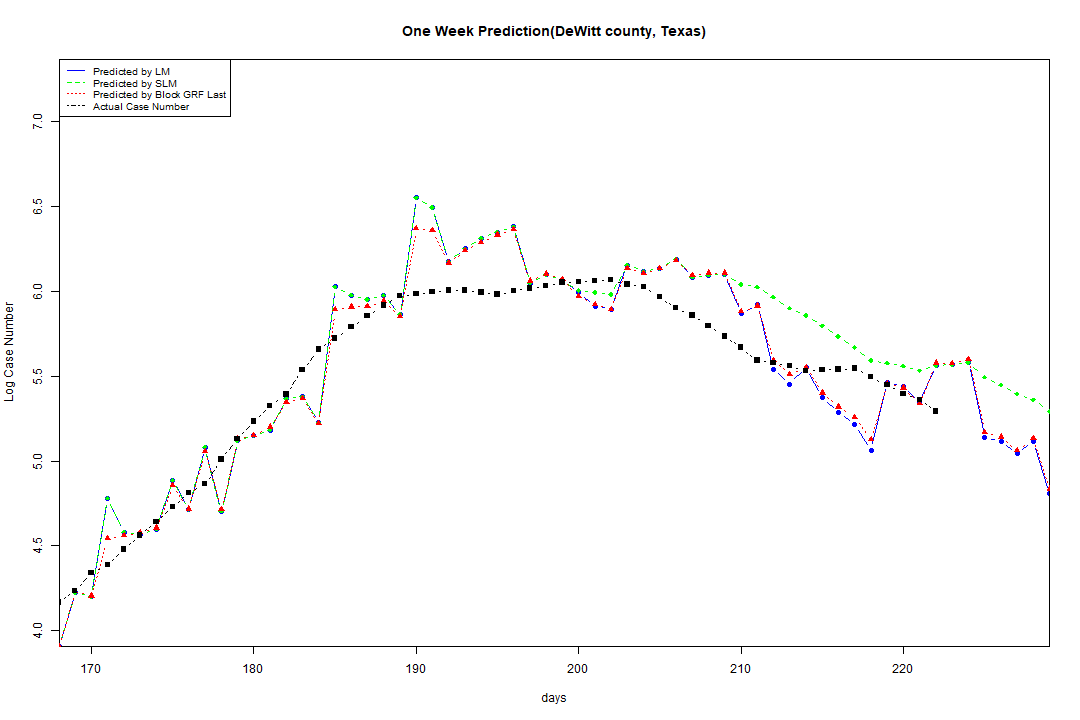 One Week Prediction(DeWitt county, Texas)
Predicted by LM
Predicted by SLM
Predicted by Block GRF Last
Actual Case Number
Log Case Number
7.0
6.5
6.0
5.5
5.0
4.5
4.0
170 180 190 200 210 220
days